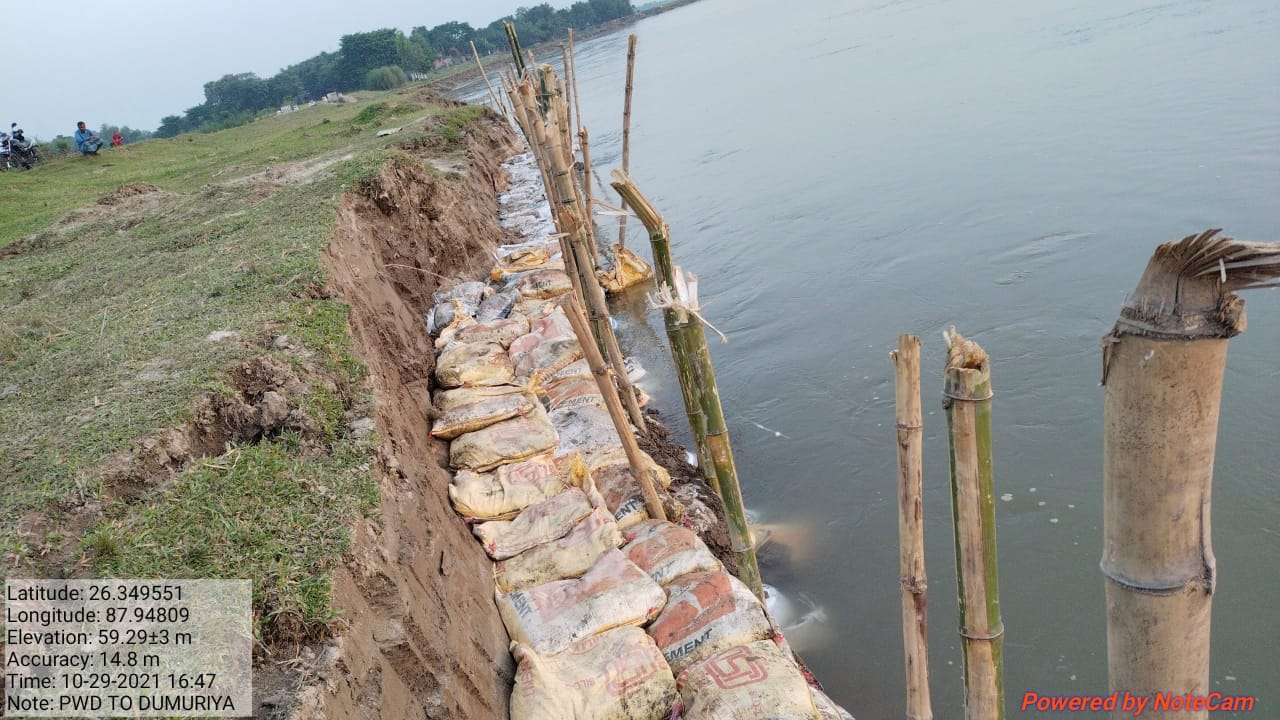 CEMENT
MENT
EMENT
Latitude: 26.349551
Longitude: 87.94809
Elevation: 59.29±3 m
Accuracy: 14.8 m
Time: 10-29-2021 16:47
Note: PWD TO DUMURIYA
Powered by NoteCam